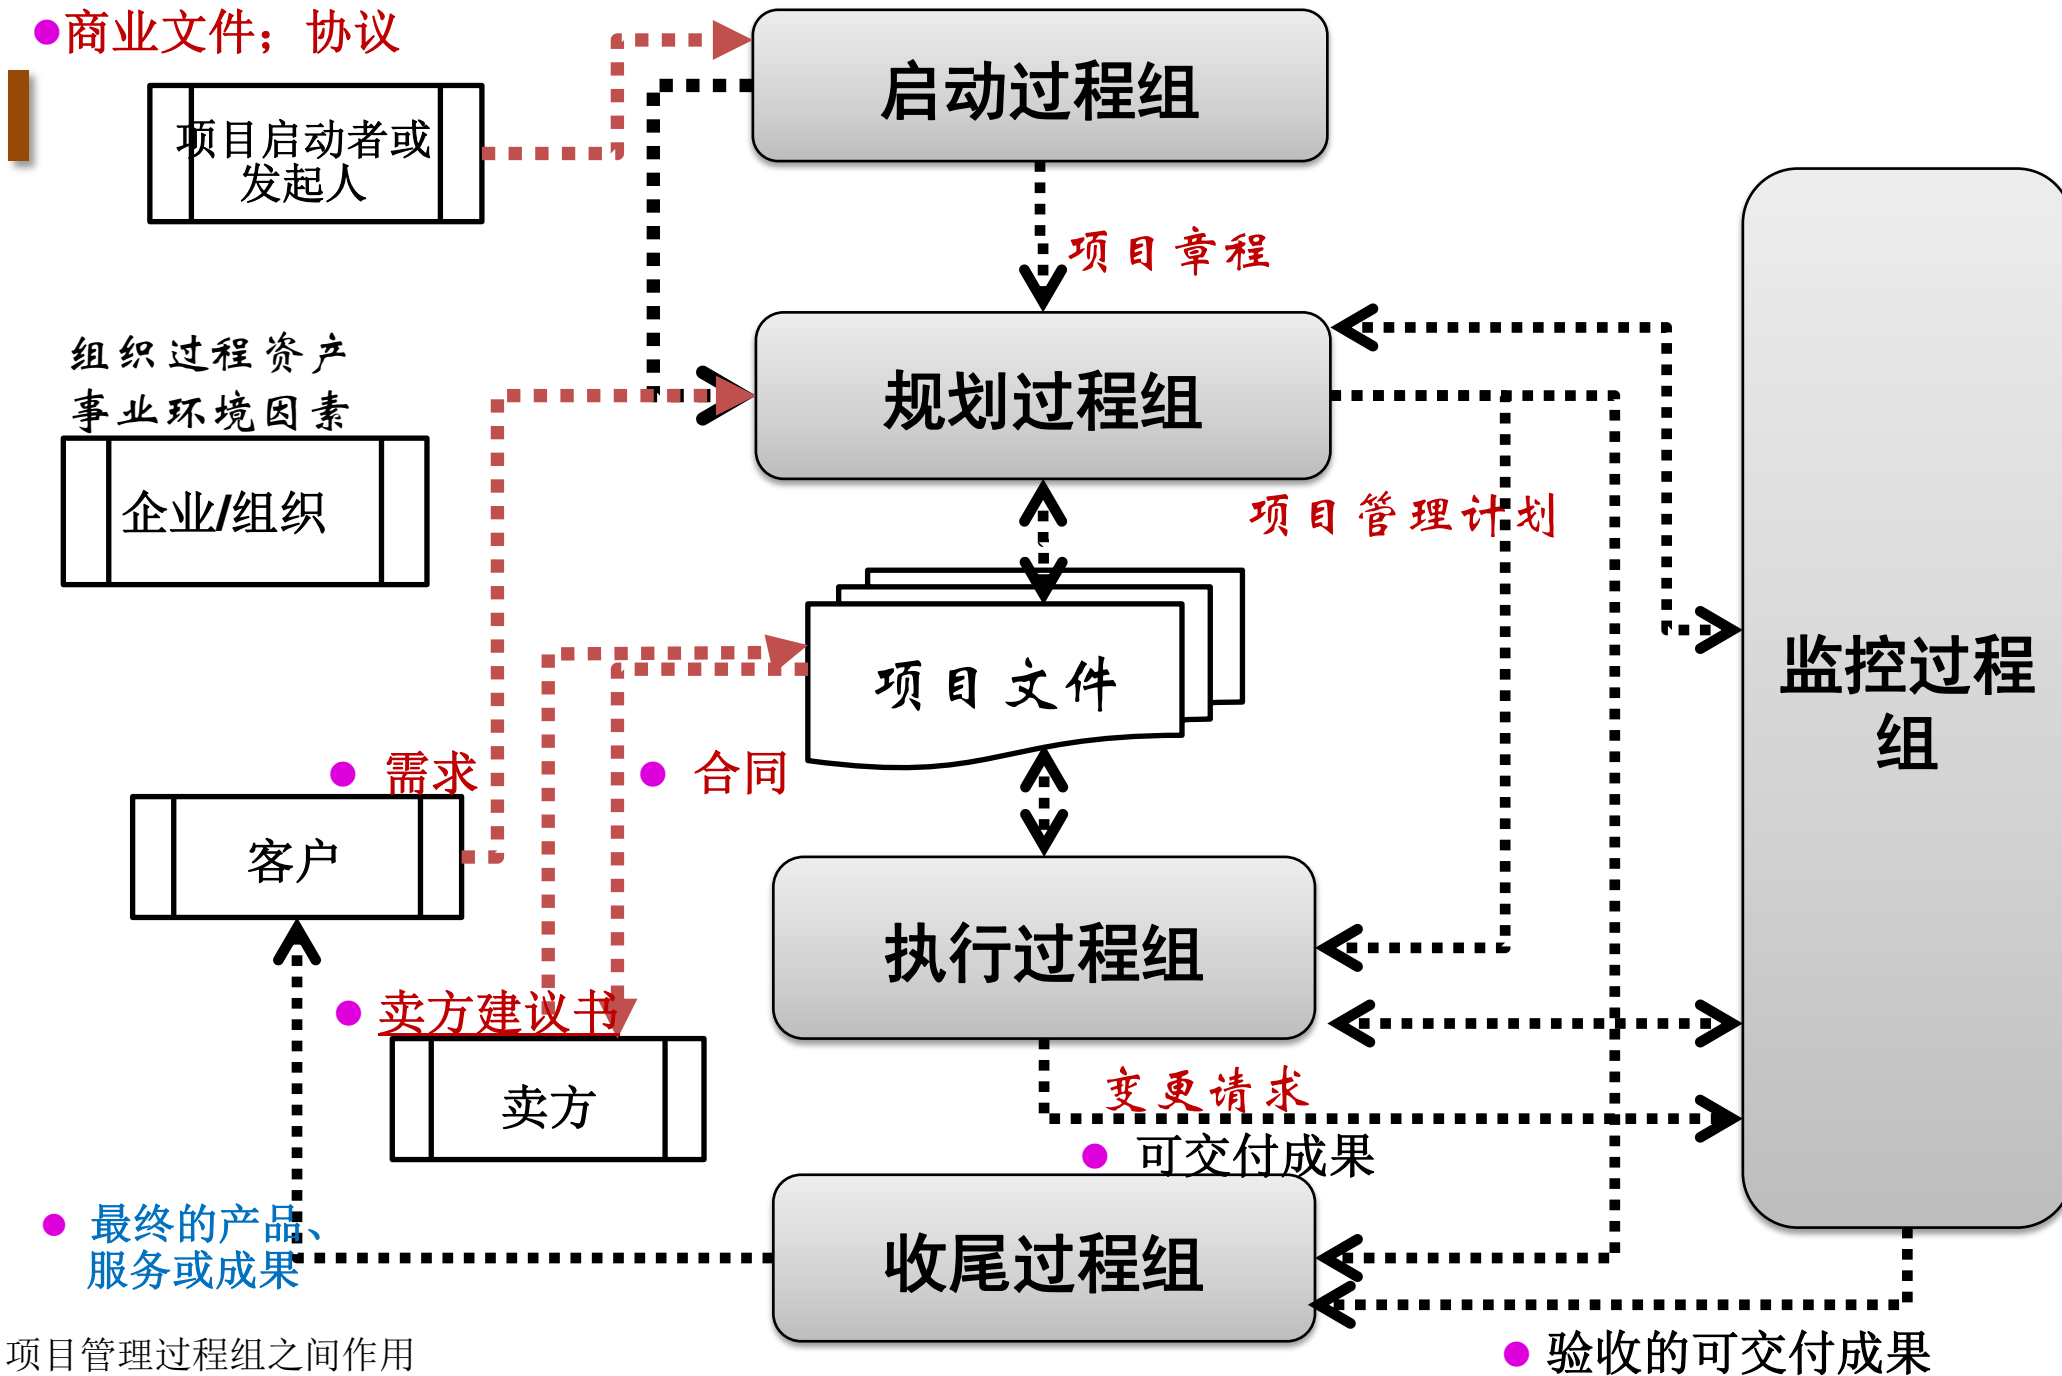 商业文件；协议
启动过程组
项目启动者或
发起人
项目章程
组织过程资产
事业环境因素
规划过程组
企业/组织
项目管理计划
监控过程
组
项目文件
需求
合同
客户
执行过程组
卖方建议书
卖方
变更请求
可交付成果
最终的产品、
服务或成果
收尾过程组
项目管理过程组之间作用
验收的可交付成果